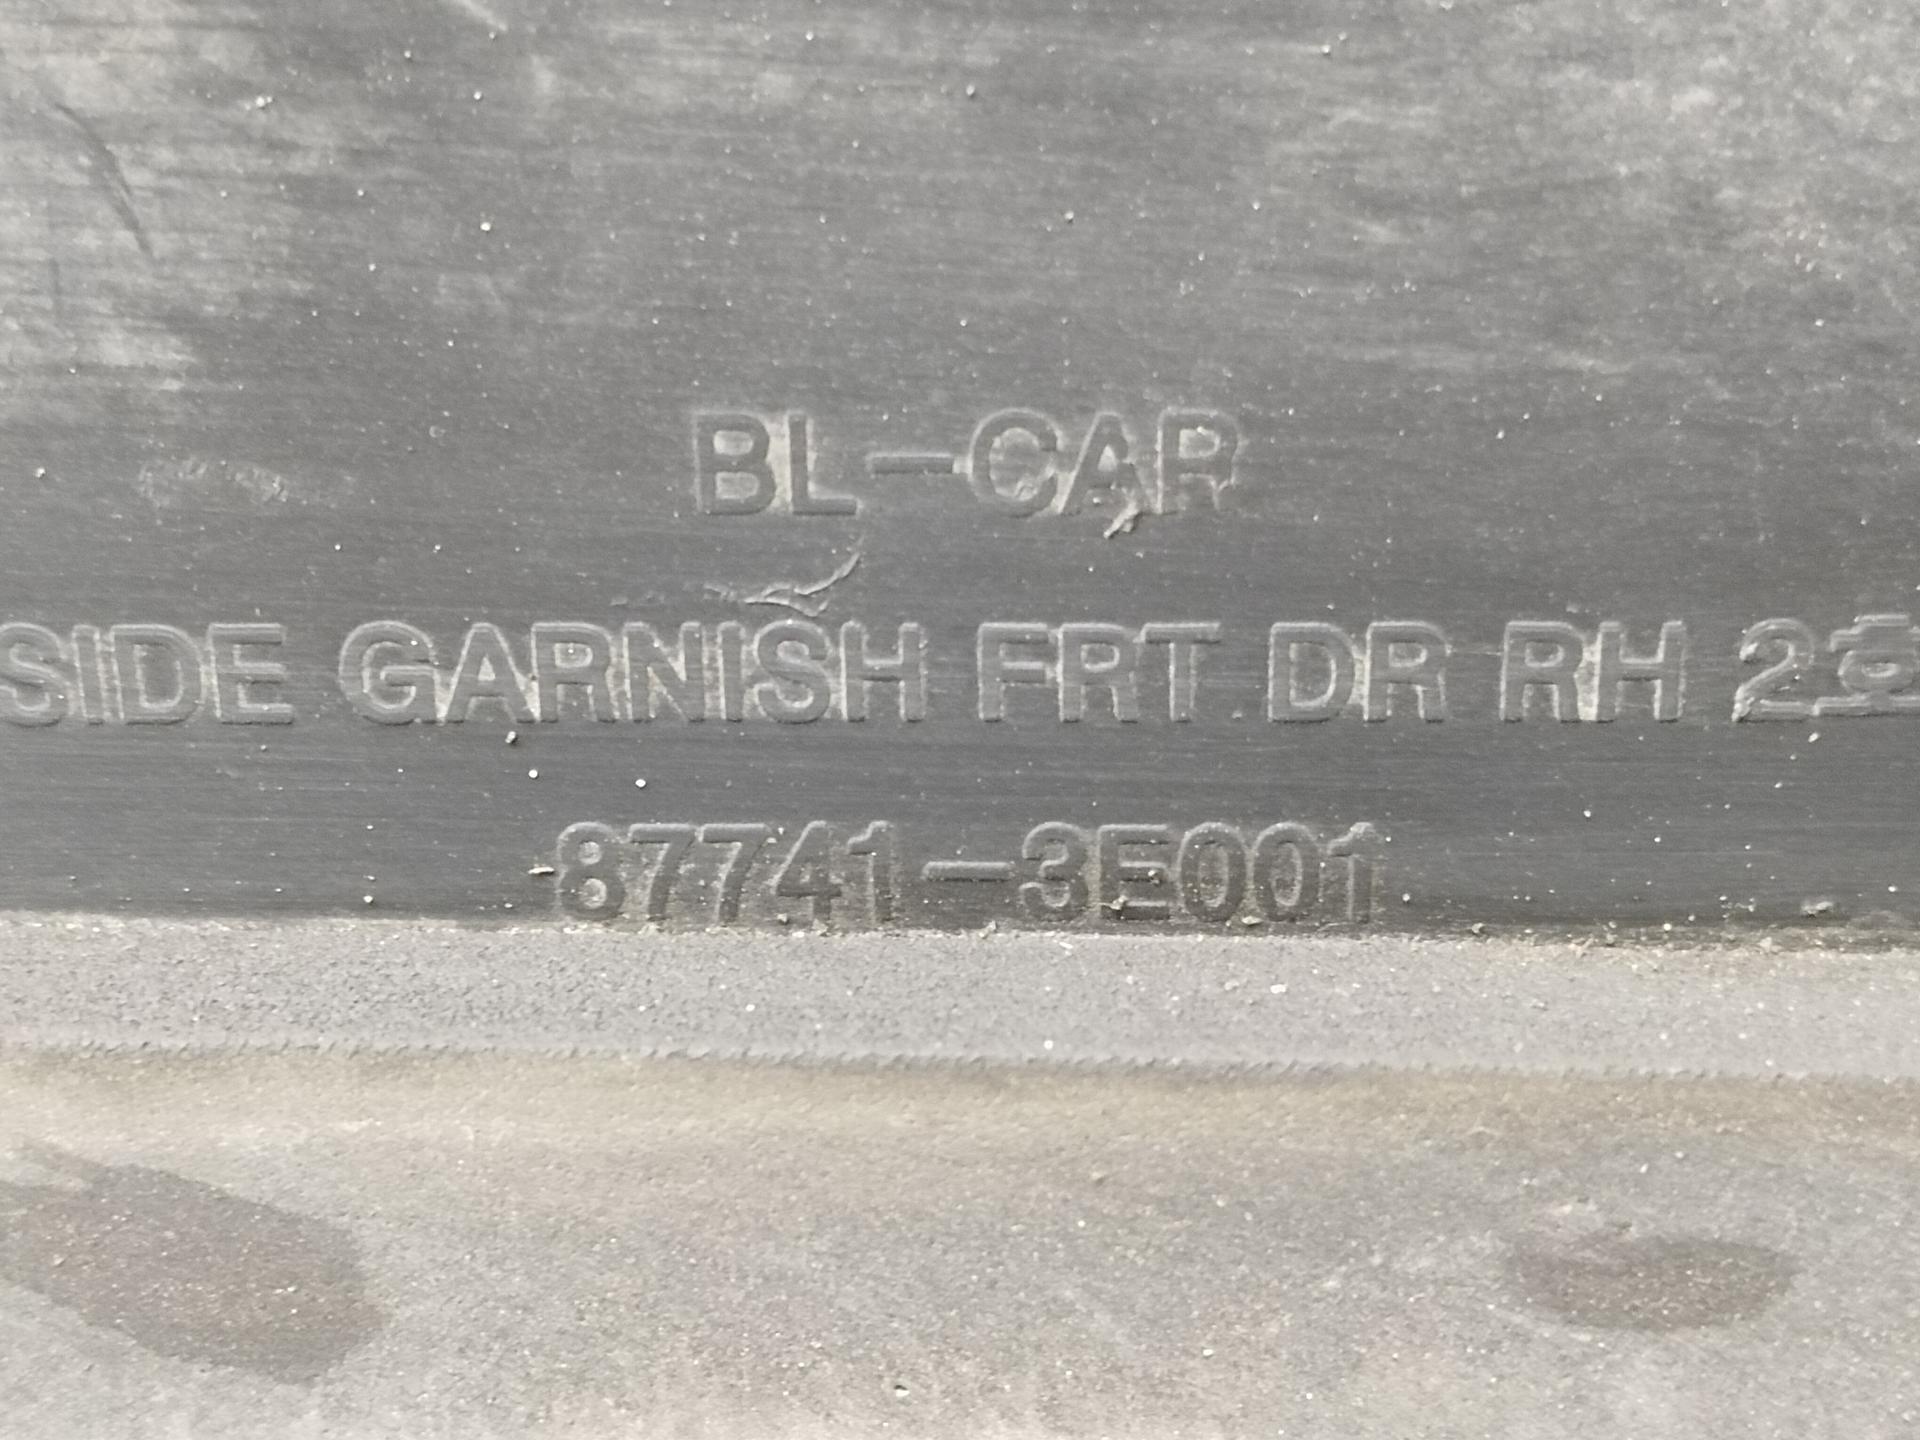 BL-CAR
SIDE GARNISH FRT DR RH 2호
87741-3E001